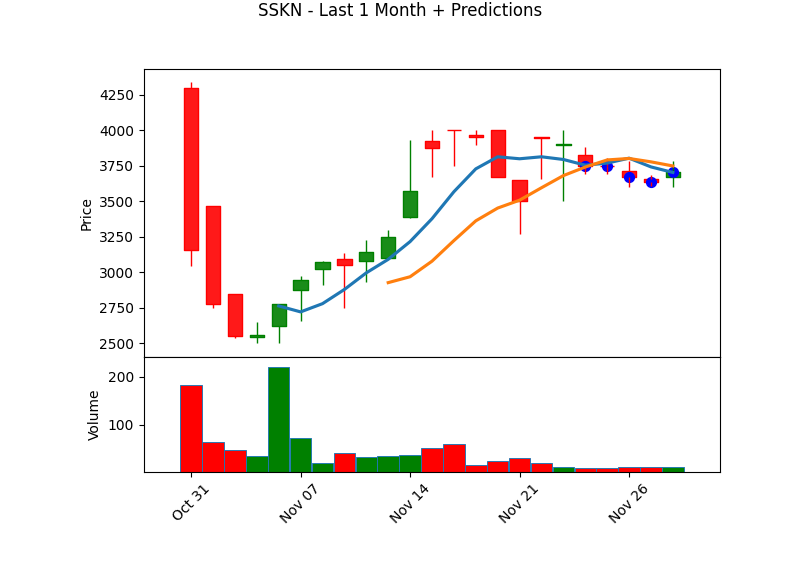 SSKN - Last 1 Month + Predictions
4250
4000
3750
3500
3250
3000
2750
2500
Price
200
100
Volume
Oct 31
Nov 07
Nov 14
Nov 21
Nov 26